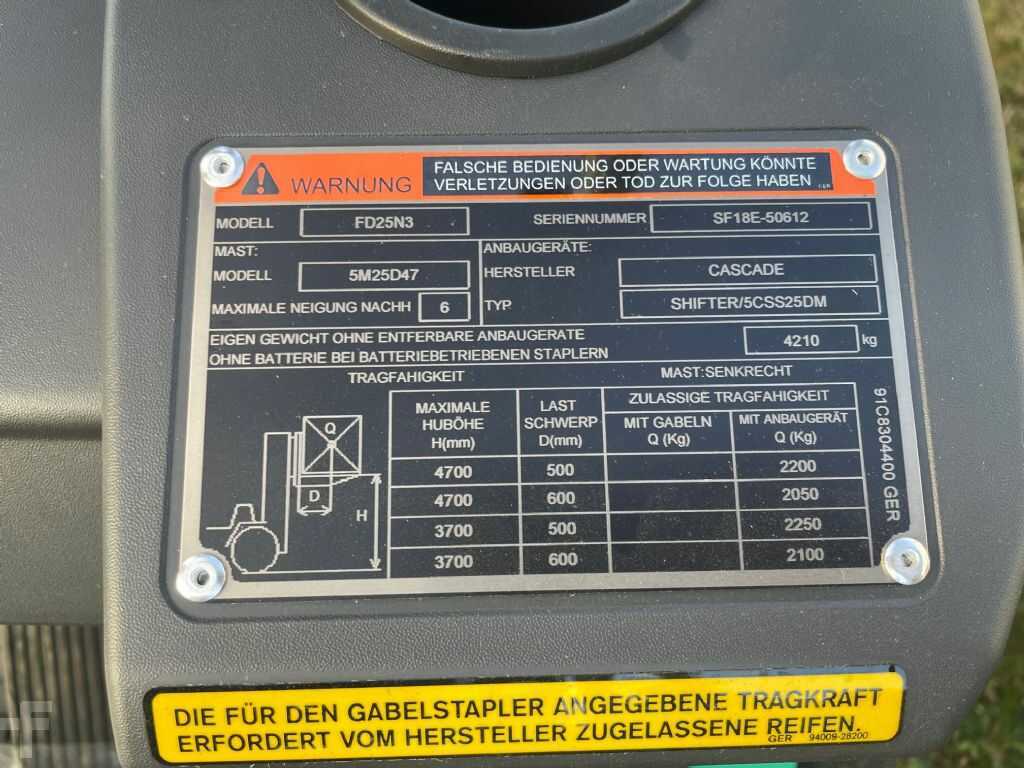 WARNUNG
FALSCHE BEDIENUNG ODER WARTUNG KÖNNTE
VERLETZUNGEN ODER TOD ZUR FOLGE HABEN
GER
MODELL FD25N3 SERIENNUMMER SF18E-50612
MAST: ANBAUGERÄTE:
MODELL 5M25D47 HERSTELLER CASCADE
MAXIMALE NEIGUNG NACHH 6 TYP SHIFTER/5CSS25DM
EIGEN GEWICHT OHNE ENTFERBARE ANBAUGERATE
OHNE BATTERIE BEI BATTERIEBETRIEBENEN STAPLERN 4210 kg
TRAGFAHIGKEIT MAST:SENKRECHT
MAXIMALE LAST ZULASSIGE TRAGFAHIGKEIT
HUBÖHE SCHWERP MIT GABELN MIT ANBAUGERÄT
H(mm) D(mm) Q (Kg) Q (Kg)
4700 500 2200
4700 600 2050
3700 500 2250
3700 600 2100
Q
D
H
91C8304400 GER
DIE FÜR DEN GABELSTAPLER ANGEGEBENE TRAGKRAFT
ERFORDERT VOM HERSTELLER ZUGELASSENE REIFEN.
GER 94009-28200